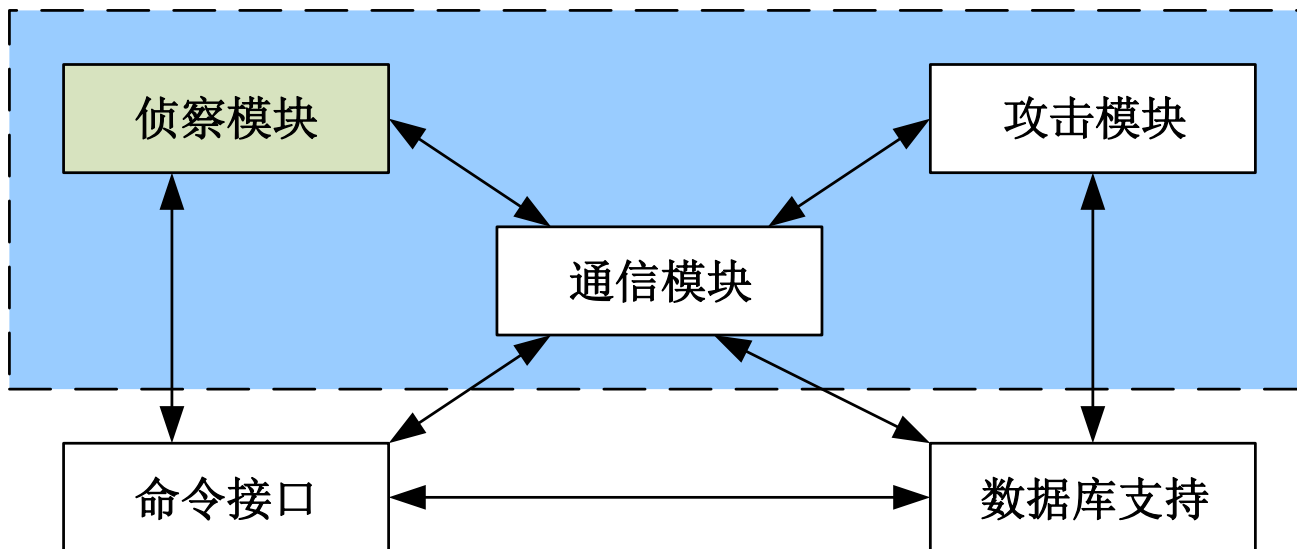 侦察模块
攻击模块
通信模块
命令接口
数据库支持